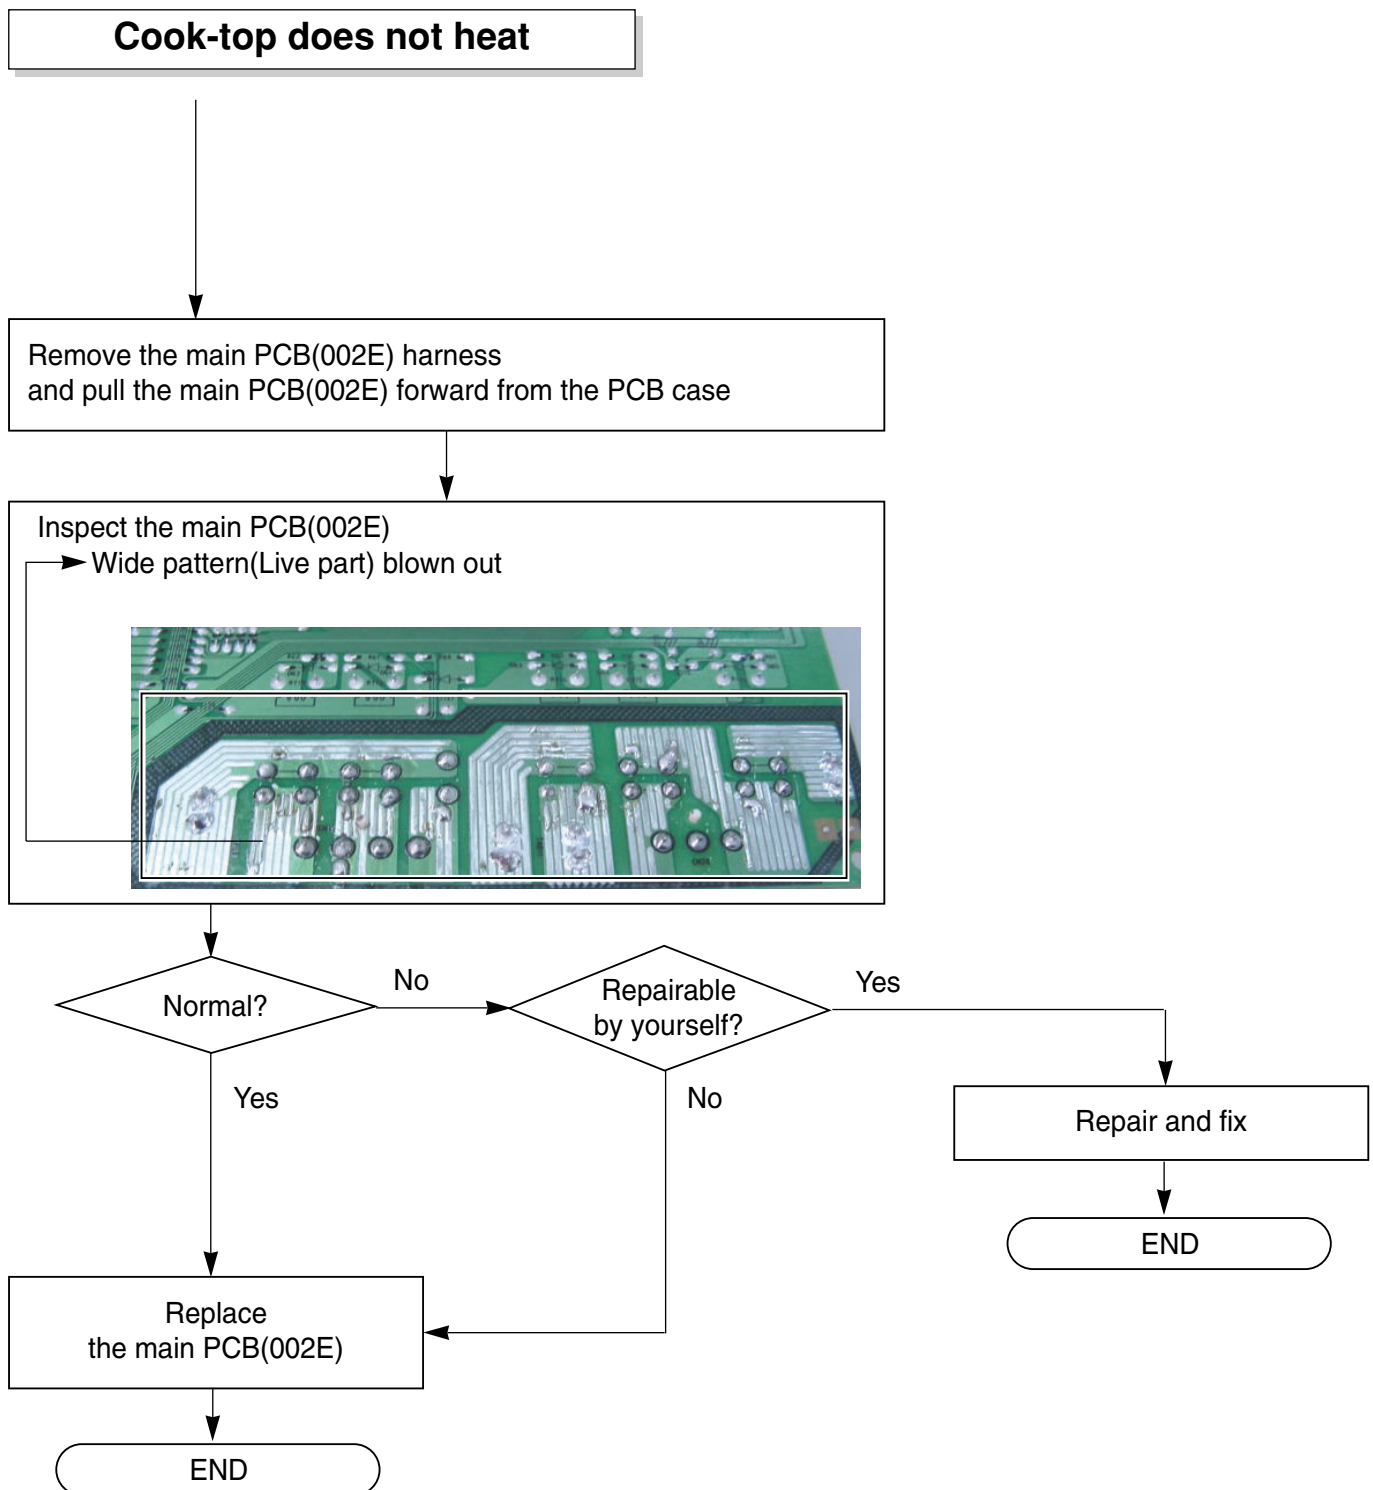 Cook-top does not heat
Remove the main PCB(002E) harness
and pull the main PCB(002E) forward from the PCB case
Inspect the main PCB(002E)
Wide pattern(Live part) blown out
Normal?
No
Repairable
by yourself?
Yes
Yes
No
Repair and fix
END
Replace
the main PCB(002E)
END